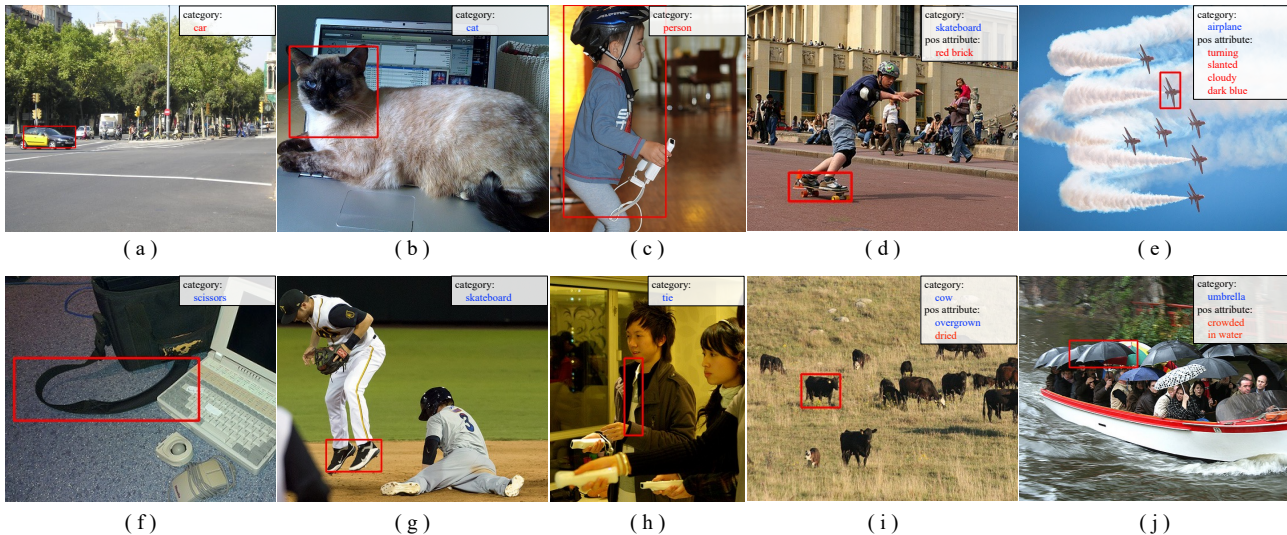 category:
car
category:
cat
category:
person
category:
skateboard
pos attribute:
red brick
category:
airplane
pos attribute:
turning
slanted
cloudy
dark blue
( a )
( b )
( c )
( d )
( e )
category:
scissors
category:
skateboard
3
category:
tie
category:
cow
pos attribute:
overgrown
dried
category:
umbrella
pos attribute:
crowded
in water
( f )
( g )
( h )
( i )
( j )